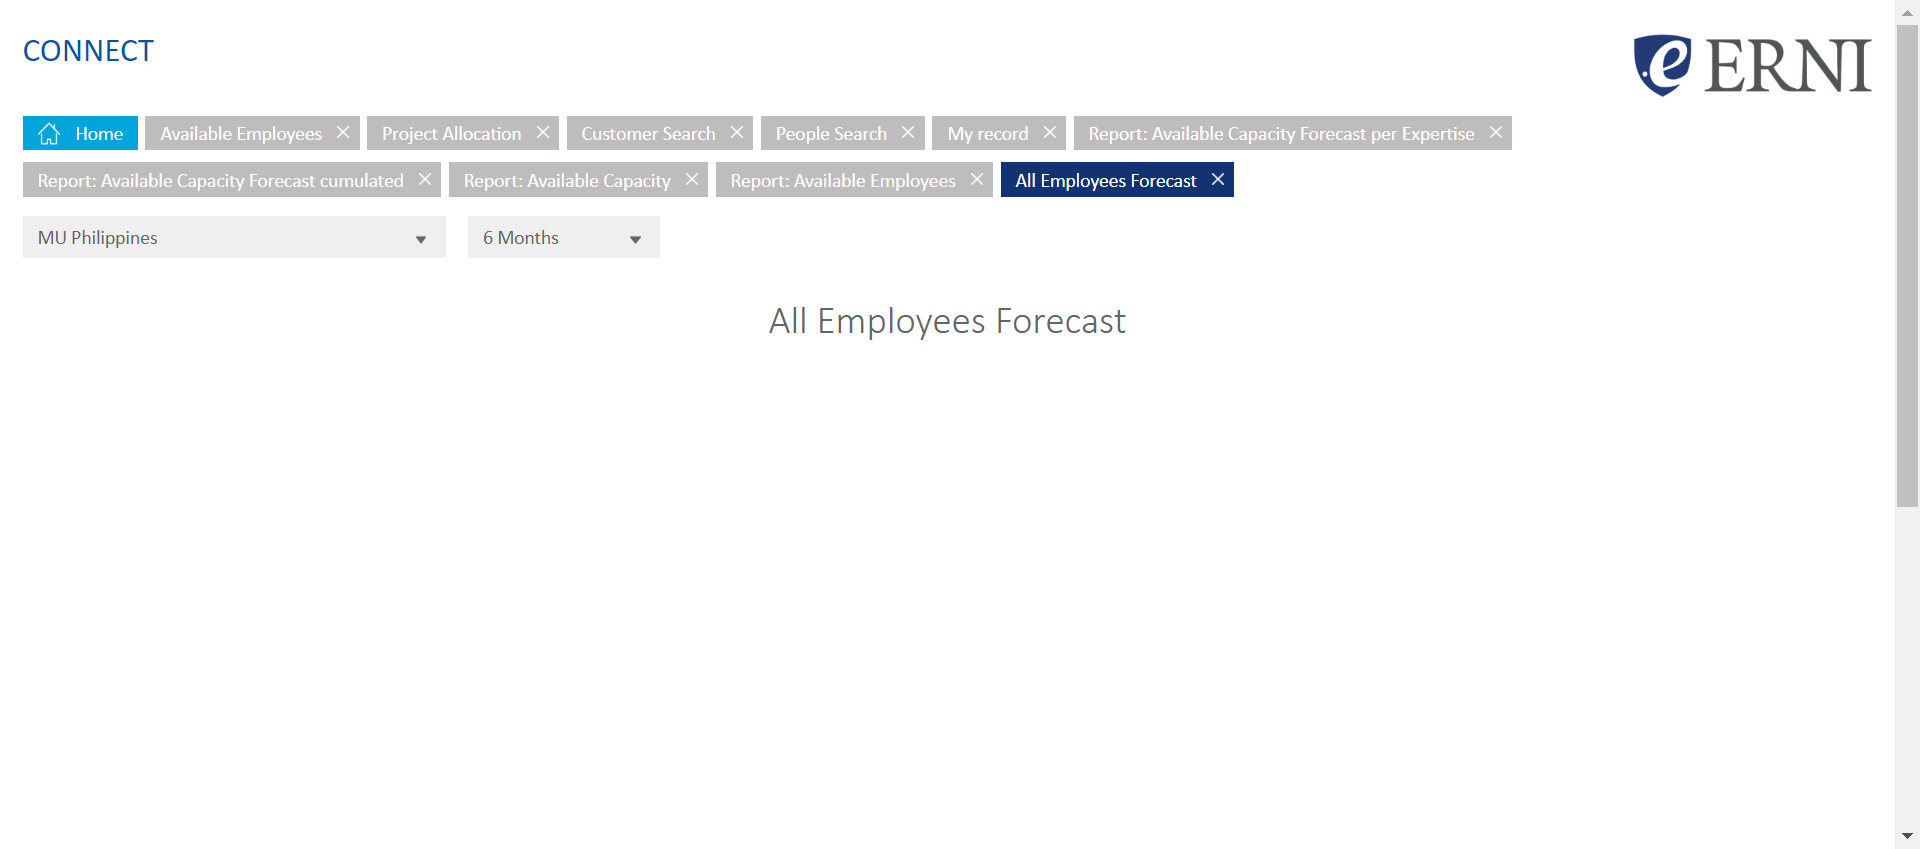 CONNECT
e ERNI
Home Available Employees Project Allocation Customer Search People Search My record Report: Available Capacity Forecast per Expertise
Report: Available Capacity Forecast cumulated Report: Available Capacity Report: Available Employees All Employees Forecast
MU Philippines 6 Months
All Employees Forecast